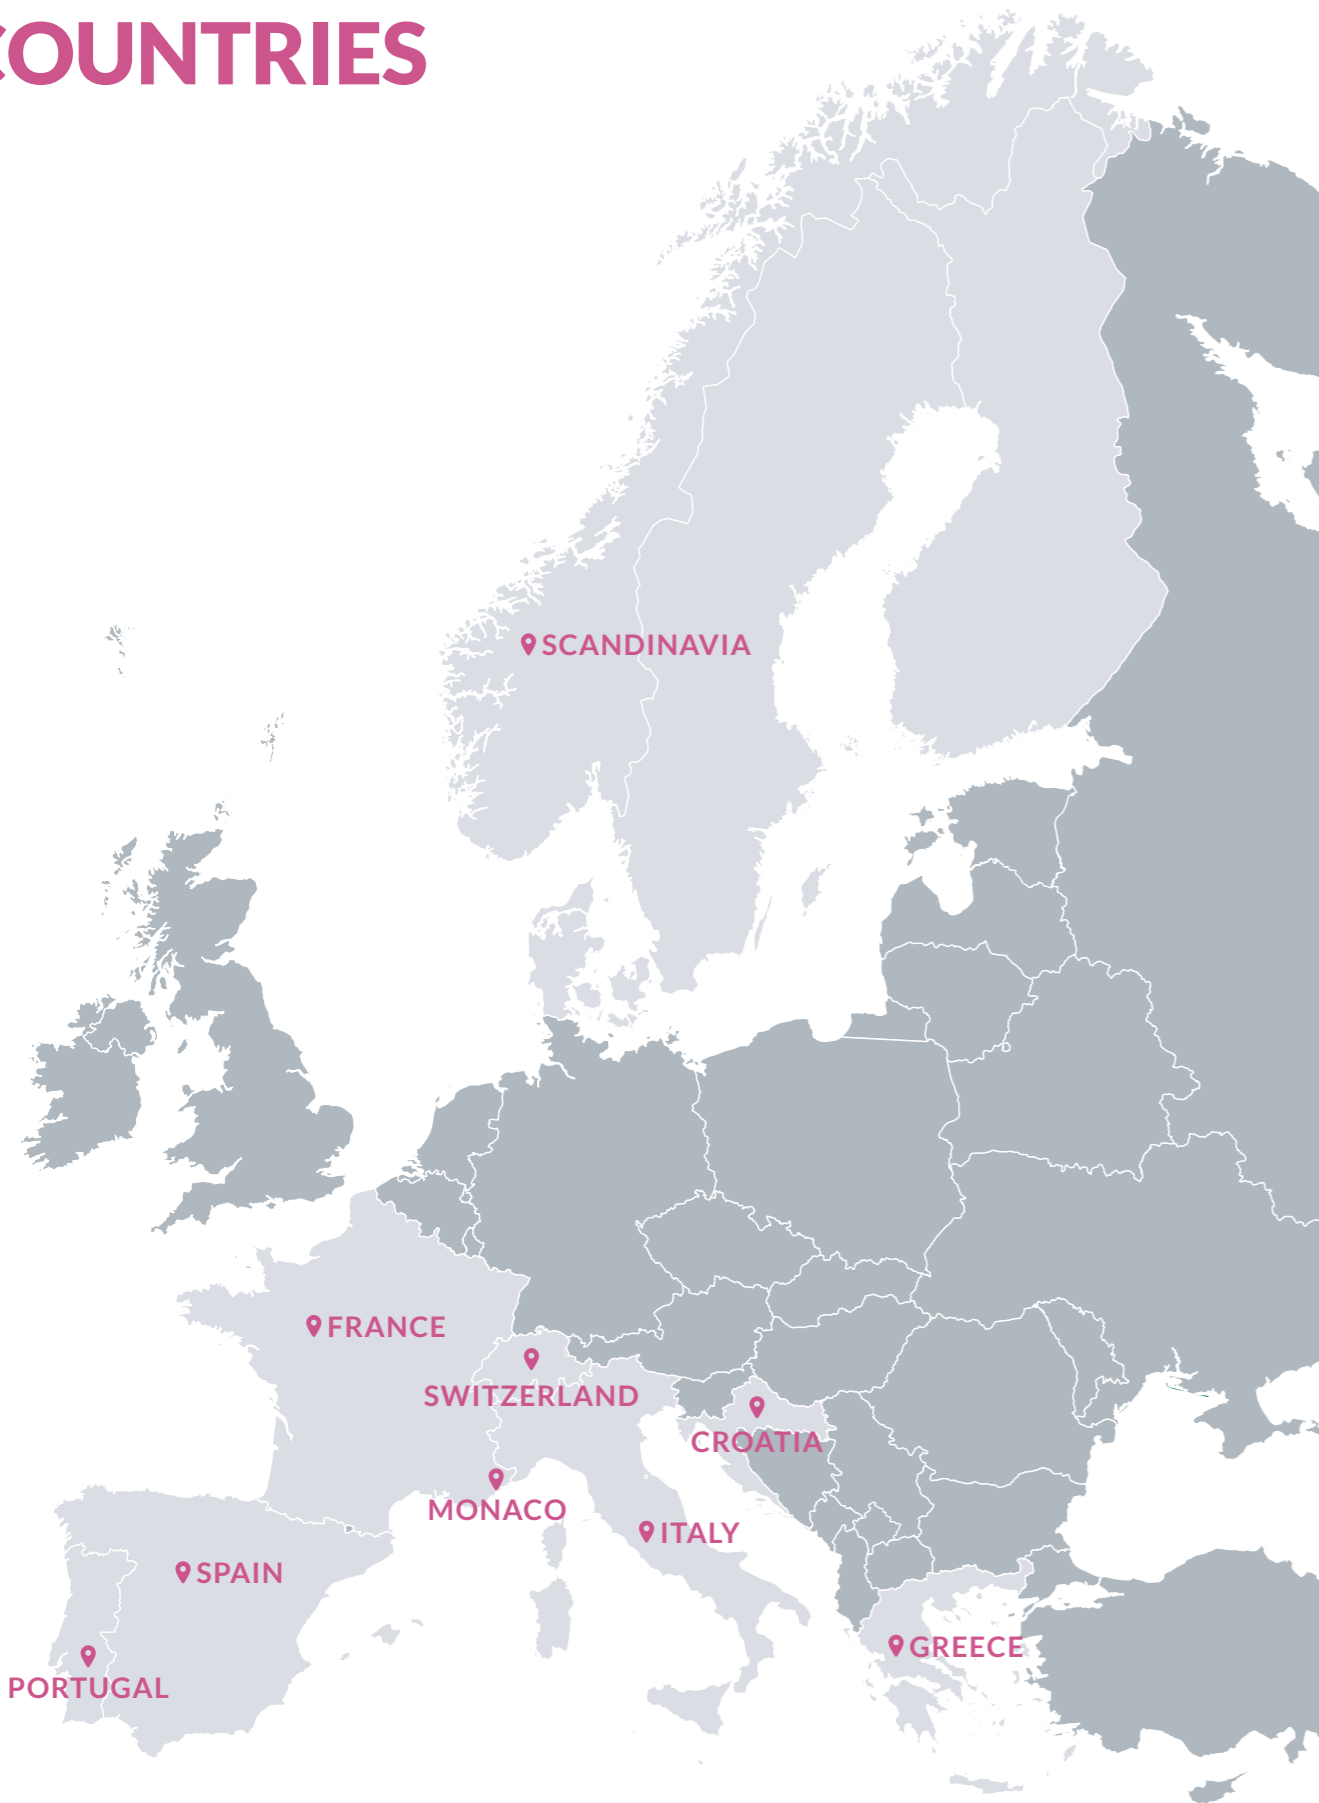 COUNTRIES
SCANDINAVIA
FRANCE
SWITZERLAND
CROATIA
MONACO
ITALY
SPAIN
GREECE
PORTUGAL